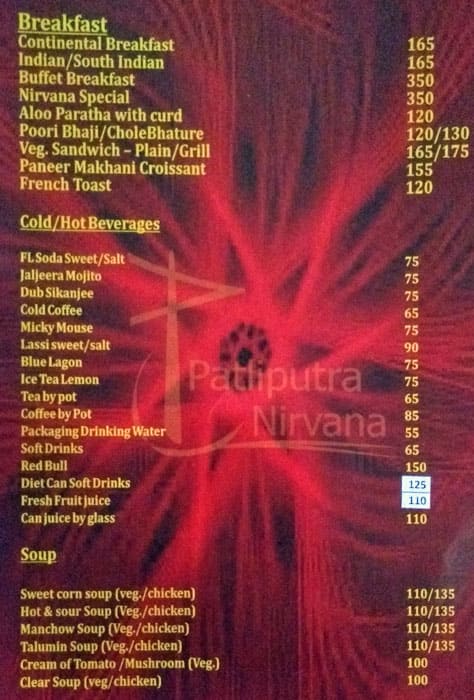 Breakfast
Continental Breakfast 165
Indian/South Indian 165
Buffet Breakfast 350
Nirvana Special 350
Aloo Paratha with curd 120
Poori Bhaji/CholeBhature 120/130
Veg. Sandwich – Plain/Grill 165/175
Paneer Makhani Croissant 155
French Toast 120
Cold/Hot Beverages
FL Soda Sweet/Salt 75
Jaljeera Mojito 75
Dub Sikanjee 75
Cold Coffee 65
Micky Mouse 75
Lassi sweet/salt 90
Blue Lagon 75
Ice Tea Lemon 75
Tea by pot 65
Coffee by Pot 85
Packaging Drinking Water 55
Soft Drinks 65
Red Bull 150
Diet Can Soft Drinks 125
Fresh Fruit juice 110
Can juice by glass 110
Patliputra
Nirvana
Soup
Sweet corn soup (veg./chicken) 110/135
Hot & sour Soup (Veg./chicken) 110/135
Manchow Soup (Veg./chicken) 110/135
Talumin Soup (Veg./chicken) 110/135
Cream of Tomato /Mushroom (Veg.) 100
Clear Soup (veg/chicken) 100